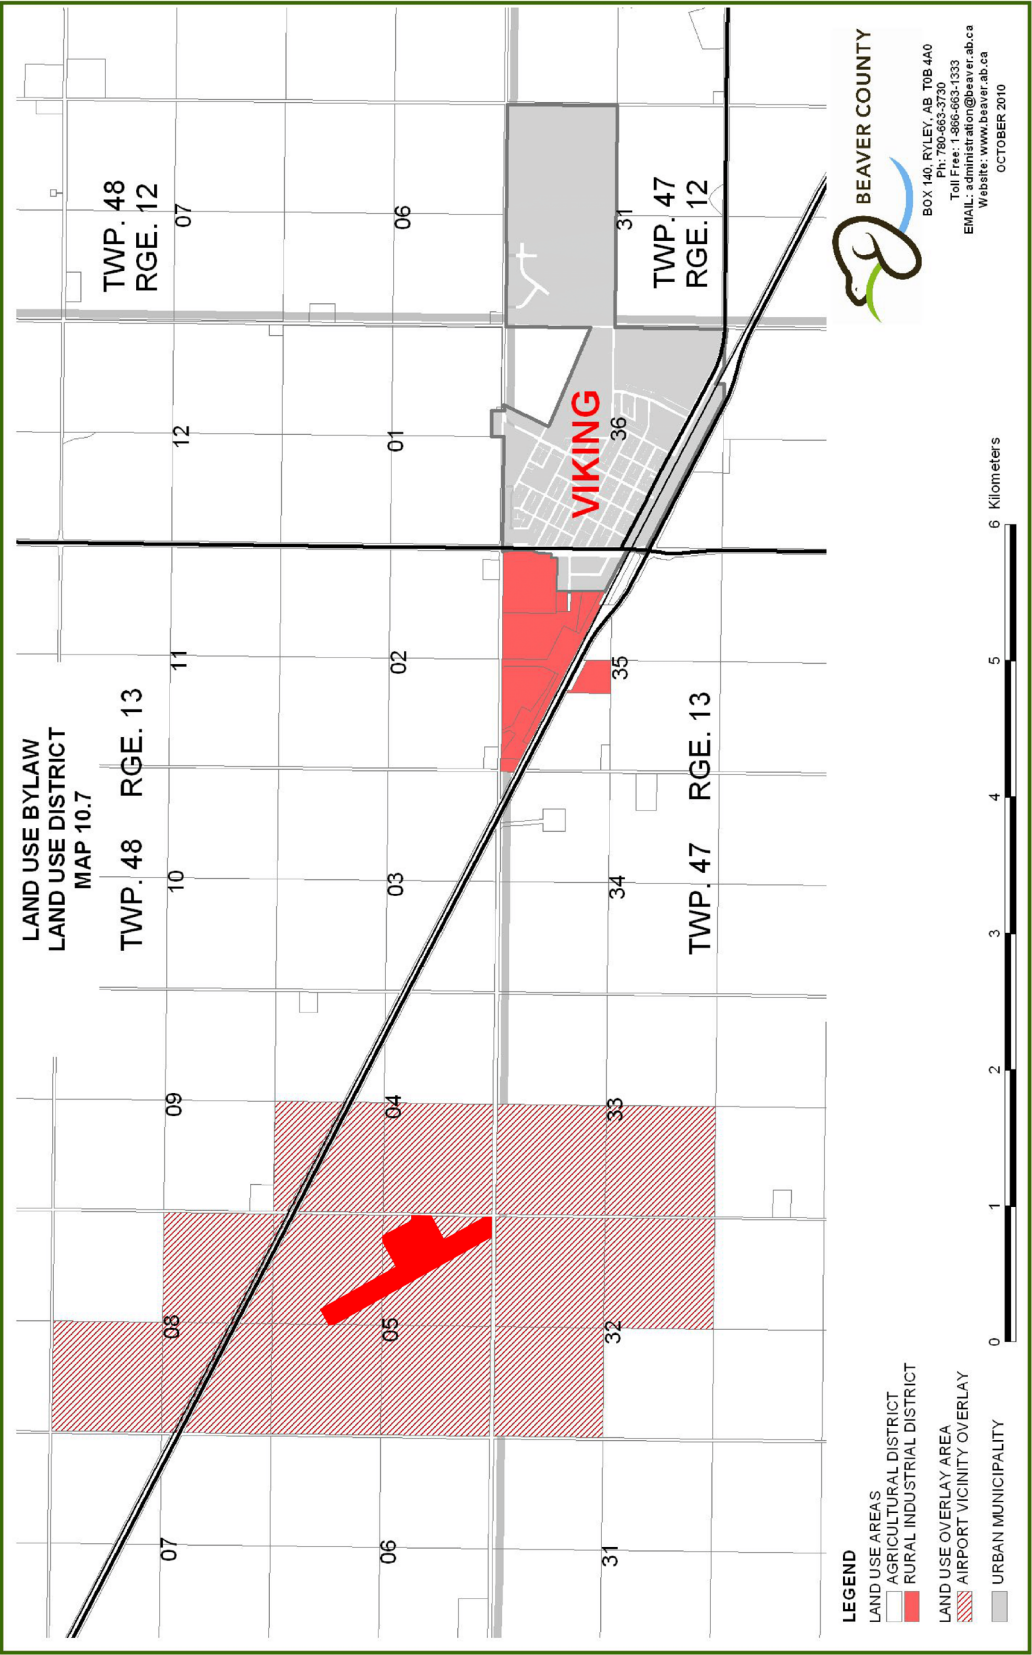 LAND USE BYLAW
LAND USE DISTRICT
MAP 10.7
TWP. 48 RGE. 13
TWP. 48
RGE. 12
07
08
09
10
11
12
07
06
05
04
03
02
01
06
VIKING
31
32
33
34
35
36
31
TWP. 47 RGE. 13
TWP. 47
RGE. 12
LEGEND
LAND USE AREAS
AGRICULTURAL DISTRICT
RURAL INDUSTRIAL DISTRICT
LAND USE OVERLAY AREA
AIRPORT VICINITY OVERLAY
URBAN MUNICIPALITY
0 1 2 3 4 5 6 Kilometers
BEAVER COUNTY
BOX 140, RYLEY, AB T0B 4A0
Ph: 780-663-3730
Toll Free: 1-866-663-1333
EMAIL: administration@beaver.ab.ca
Website: www.beaver.ab.ca
OCTOBER 2010